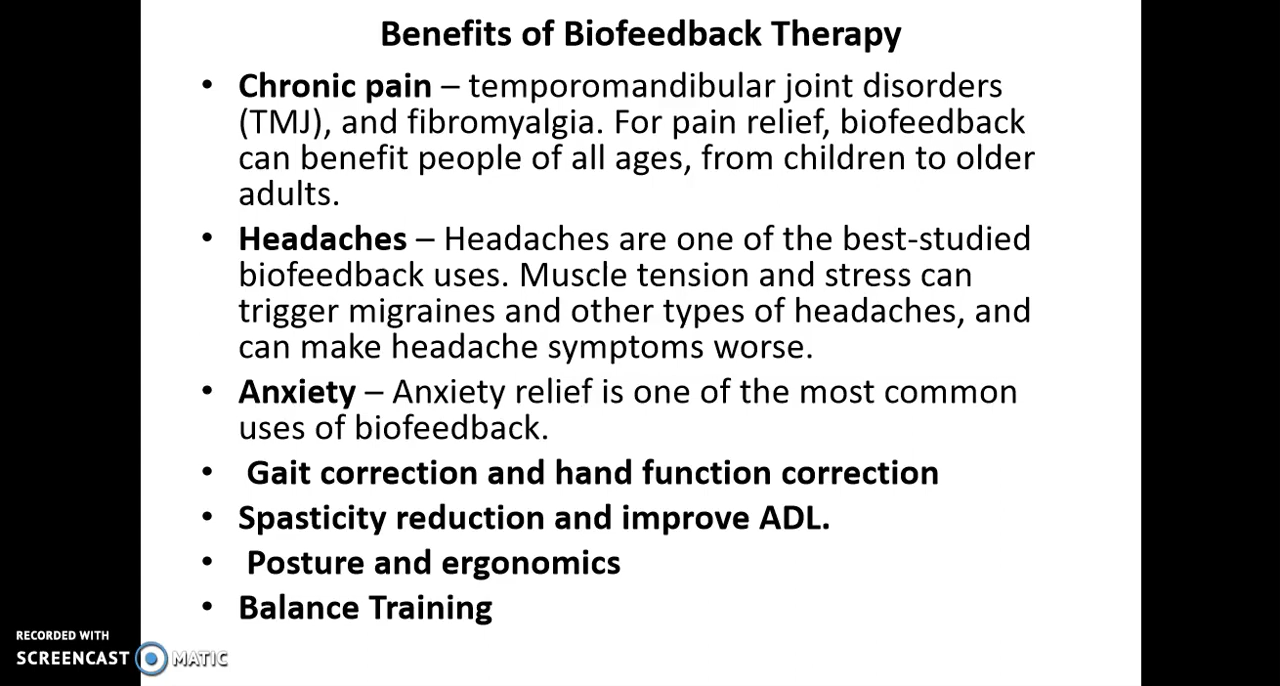 Benefits of Biofeedback Therapy
• Chronic pain – temporomandibular joint disorders
(TMJ), and fibromyalgia. For pain relief, biofeedback
can benefit people of all ages, from children to older
adults.
• Headaches – Headaches are one of the best-studied
biofeedback uses. Muscle tension and stress can
trigger migraines and other types of headaches, and
can make headache symptoms worse.
• Anxiety – Anxiety relief is one of the most common
uses of biofeedback.
• Gait correction and hand function correction
• Spasticity reduction and improve ADL.
• Posture and ergonomics
• Balance Training
RECORDED WITH
SCREENCAST MATIC